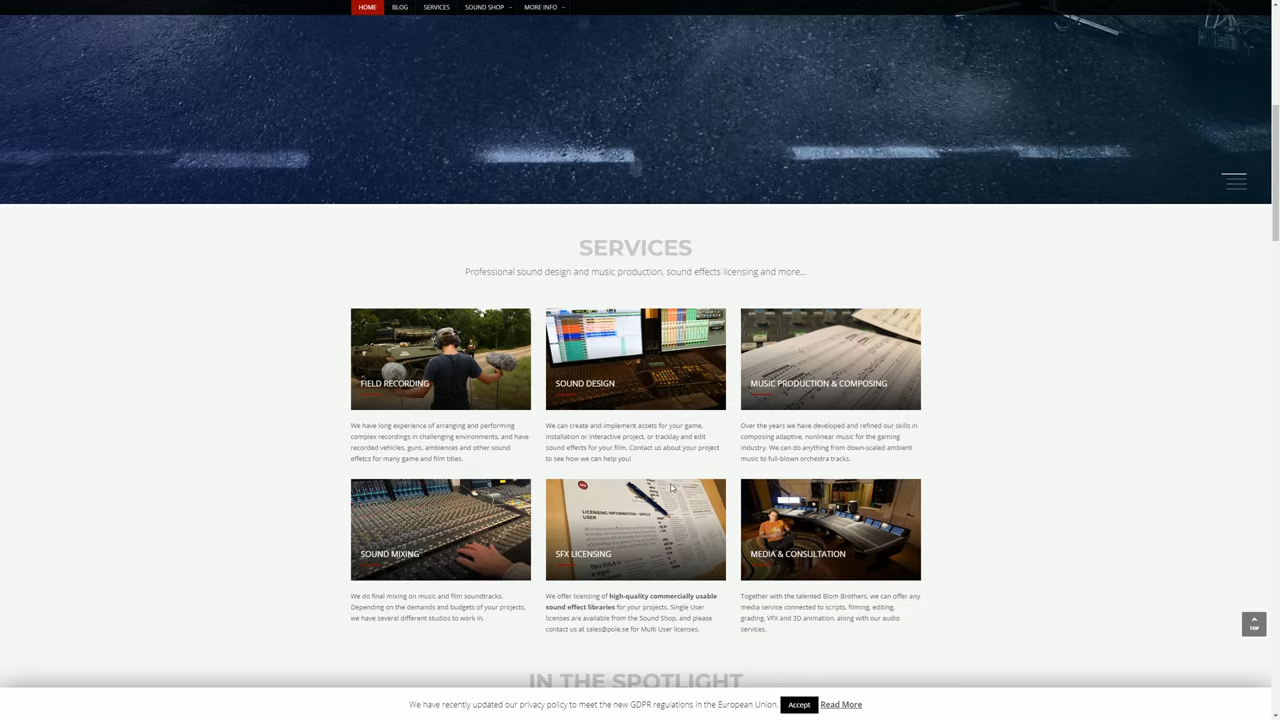 HOME BLOG SERVICES SOUND SHOP MORE INFO
SERVICES
Professional sound design and music production, sound effects licensing and more...
FIELD RECORDING
We have long experience of arranging and performing
complex recordings in challenging environments, and have
recorded vehicles, guns, ambiences and other sound
effetcs for many game and film titles.
SOUND DESIGN
We can create and implement assets for your game,
installation or interactive project, or tracklay and edit
sound effects for your film. Contact us about your project
to see how we can help you!
MUSIC PRODUCTION & COMPOSING
Over the years we have developed and refined our skills in
composing adaptive, nonlinear music for the gaming
industry. We can do anything from down-scaled ambient
music to full-blown orchestra tracks.
SOUND MIXING
We do final mixing on music and film soundtracks.
Depending on the demands and budgets of your projects,
we have several different studios to work in.
LICENSING INFORMATION - SINGLE
USER
This EULA is
a legal
SFX LICENSING
We offer licensing of high-quality commercially usable
sound effect libraries for your projects. Single User
licenses are available from the Sound Shop, and please
contact us at sales@pole.se for Multi User licenses.
MEDIA & CONSULTATION
Together with the talented Blom Brothers, we can offer any
media service connected to scripts, filming, editing,
grading, VFX and 3D animation, along with our audio
services.
TOP
IN THE SPOTLIGHT
We have recently updated our privacy policy to meet the new GDPR regulations in the European Union. Accept Read More